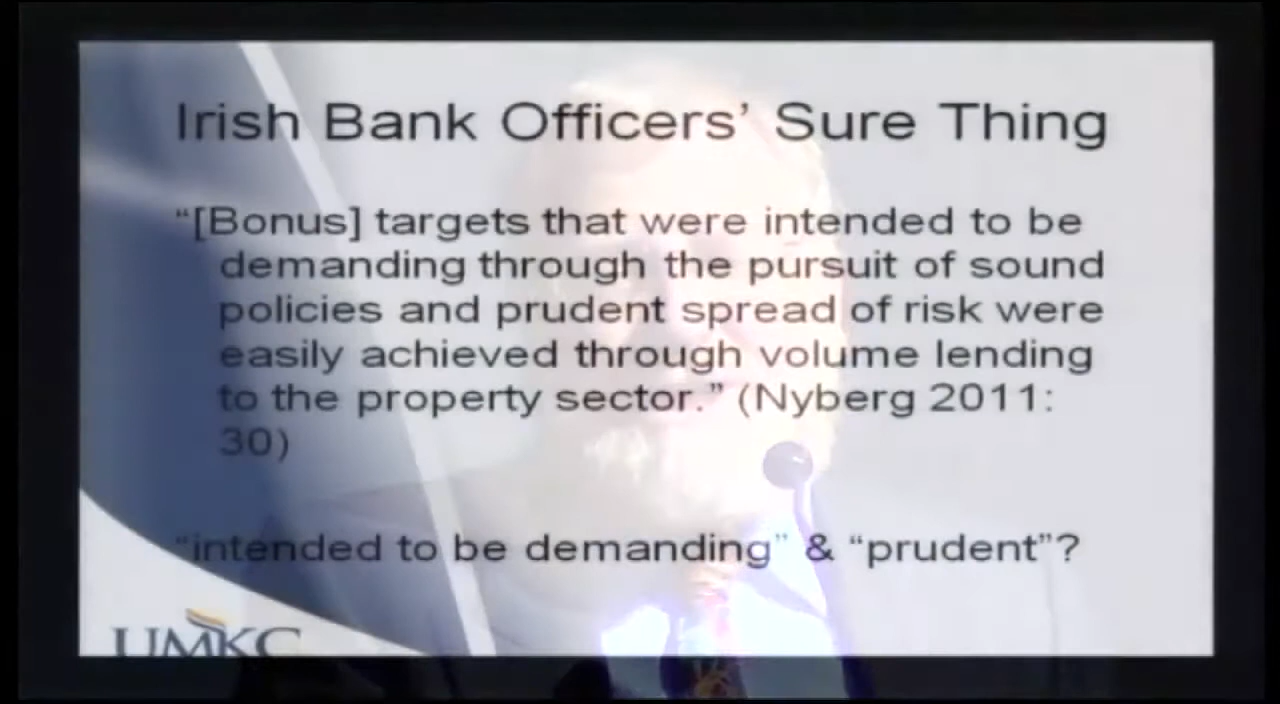 Irish Bank Officers’ Sure Thing
“[Bonus] targets that were intended to be
demanding through the pursuit of sound
policies and prudent spread of risk were
easily achieved through volume lending
to the property sector.” (Nyberg 2011:
30)
“intended to be demanding” & “prudent”?
UMKC